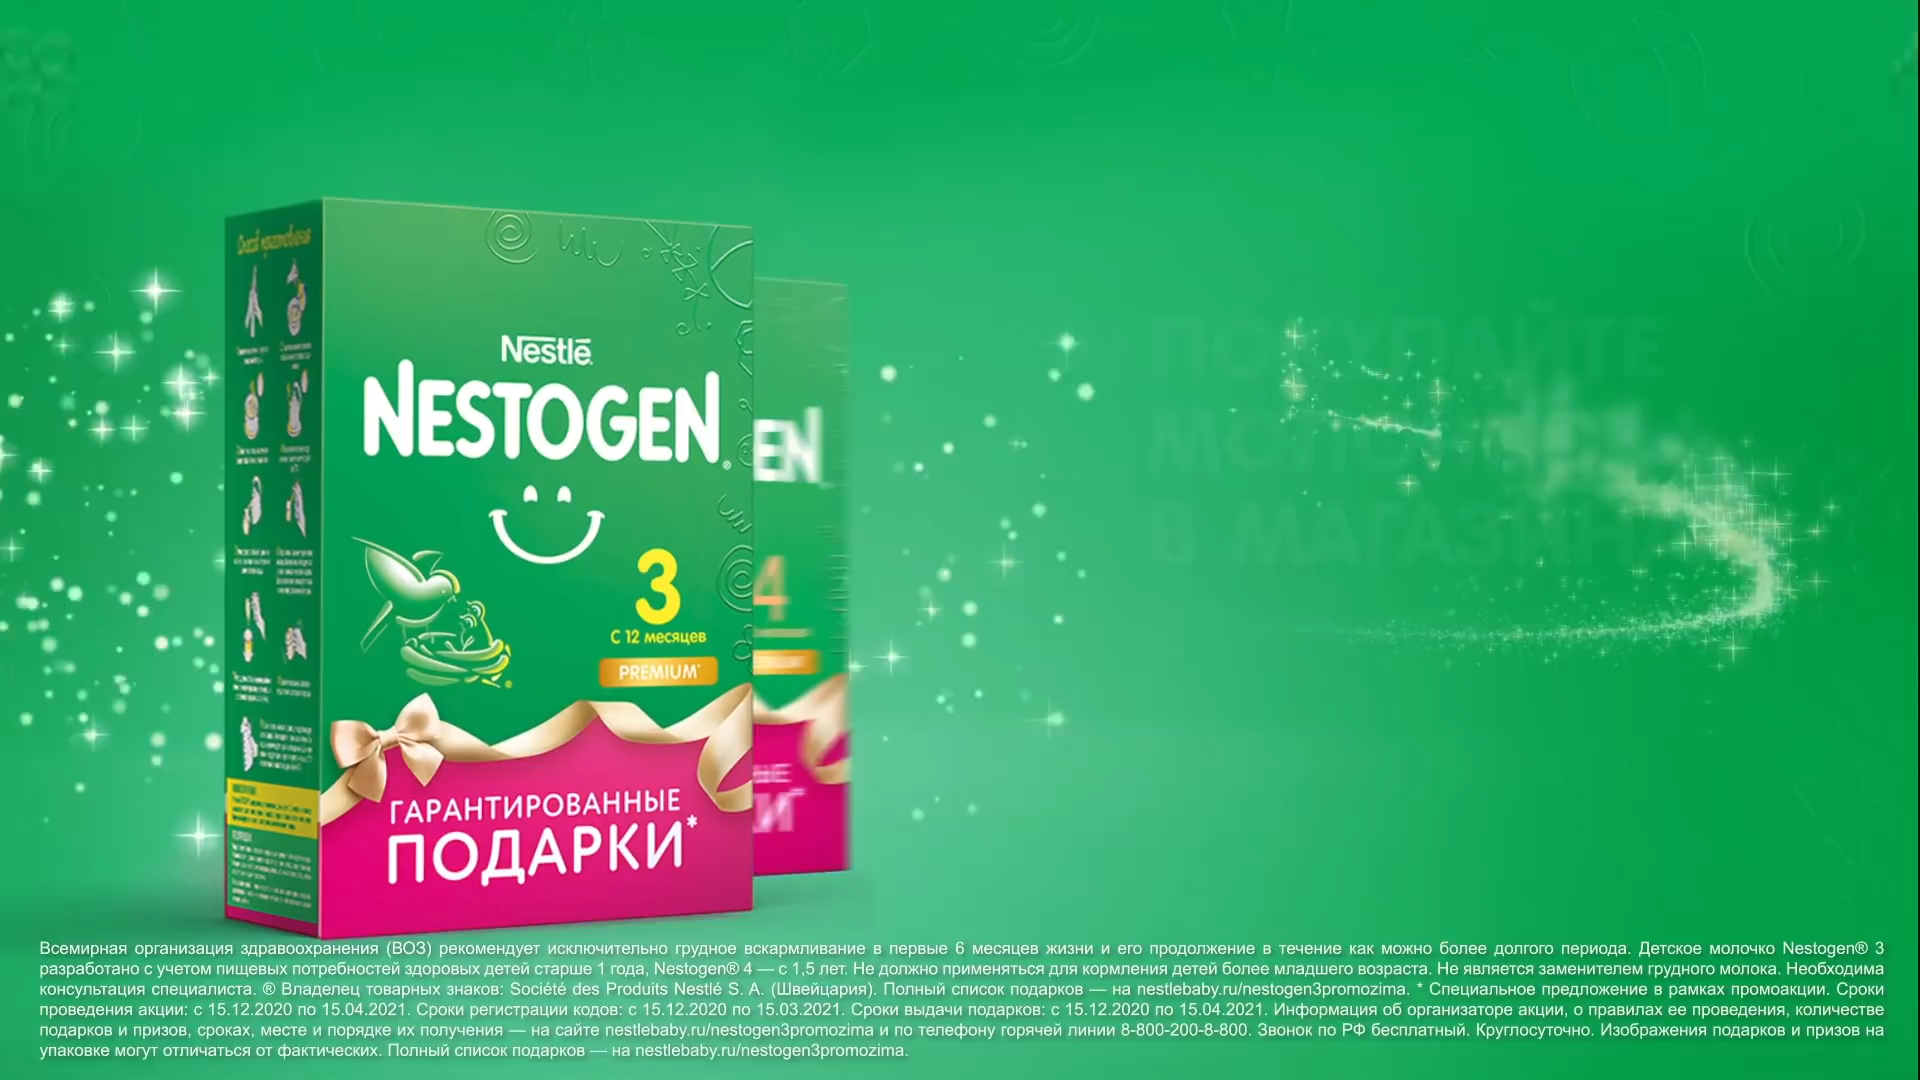 Nestlē
NESTOGEN®
3
С 12 месяцев
PREMIUM*
ГАРАНТИРОВАННЫЕ
ПОДАРКИ*
EN
4
ЫЕ
КИ*
ПОКУПАЙТЕ
МОЛОЧКО
В МАГАЗИНА
Всемирная организация здравоохранения (ВОЗ) рекомендует исключительно грудное вскармливание в первые 6 месяцев жизни и его продолжение в течение как можно более долгого периода. Детское молочко Nestogen® 3
разработано с учетом пищевых потребностей здоровых детей старше 1 года, Nestogen® 4 — с 1,5 лет. Не должно применяться для кормления детей более младшего возраста. Не является заменителем грудного молока. Необходима
консультация специалиста. ® Владелец товарных знаков: Société des Produits Nestlé S. A. (Швейцария). Полный список подарков — на nestlebaby.ru/nestogen3promozima. * Специальное предложение в рамках промоакции. Сроки
проведения акции: с 15.12.2020 по 15.04.2021. Сроки регистрации кодов: с 15.12.2020 по 15.03.2021. Сроки выдачи подарков: с 15.12.2020 по 15.04.2021. Информация об организаторе акции, о правилах ее проведения, количестве
подарков и призов, сроках, месте и порядке их получения — на сайте nestlebaby.ru/nestogen3promozima и по телефону горячей линии 8-800-200-8-800. Звонок по РФ бесплатный. Круглосуточно. Изображения подарков и призов на
упаковке могут отличаться от фактических. Полный список подарков — на nestlebaby.ru/nestogen3promozima.